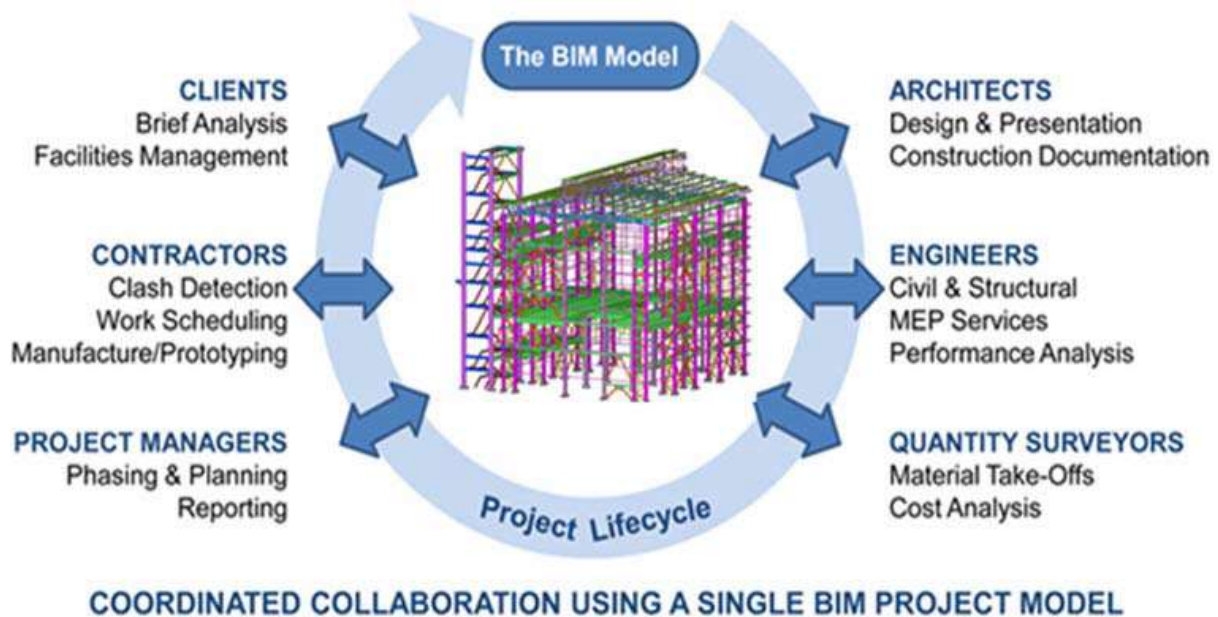 The BIM Model
CLIENTS
Brief Analysis
Facilities Management
ARCHITECTS
Design & Presentation
Construction Documentation
CONTRACTORS
Clash Detection
Work Scheduling
Manufacture/Prototyping
ENGINEERS
Civil & Structural
MEP Services
Performance Analysis
PROJECT MANAGERS
Phasing & Planning
Reporting
QUANTITY SURVEYORS
Material Take-Offs
Cost Analysis
Project Lifecycle
COORDINATED COLLABORATION USING A SINGLE BIM PROJECT MODEL